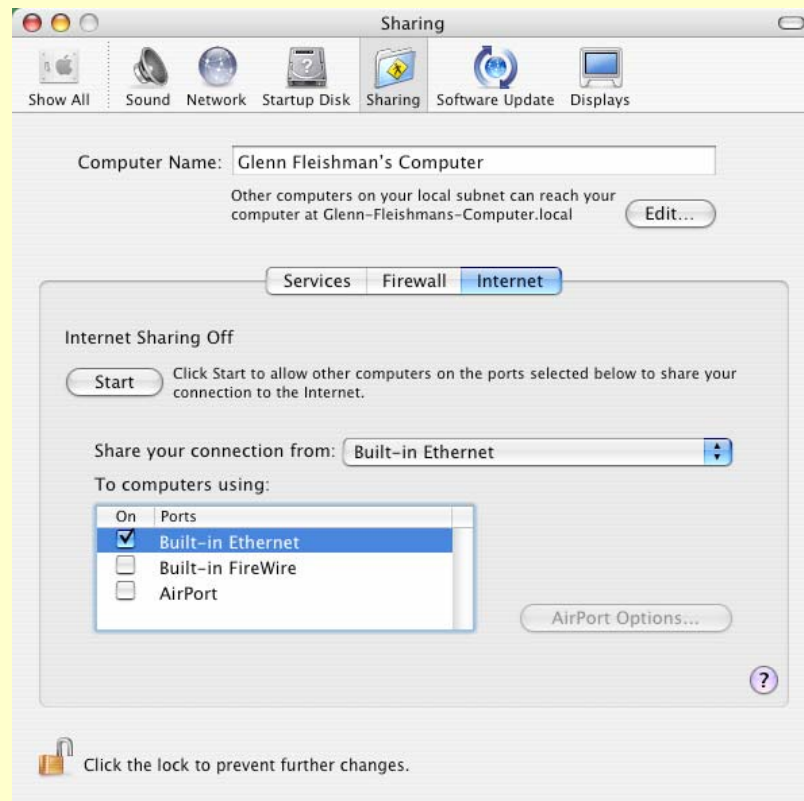 Sharing
Show All
Sound
Network
Startup Disk
Sharing
Software Update
Displays
Computer Name: Glenn Fleishman's Computer
Other computers on your local subnet can reach your
computer at Glenn-Fleishmans-Computer.local
Edit...
Services
Firewall
Internet
Internet Sharing Off
Start
Click Start to allow other computers on the ports selected below to share your
connection to the Internet.
Share your connection from: Built-in Ethernet
To computers using:
On Ports
Built-in Ethernet
Built-in FireWire
AirPort
AirPort Options...
?
Click the lock to prevent further changes.